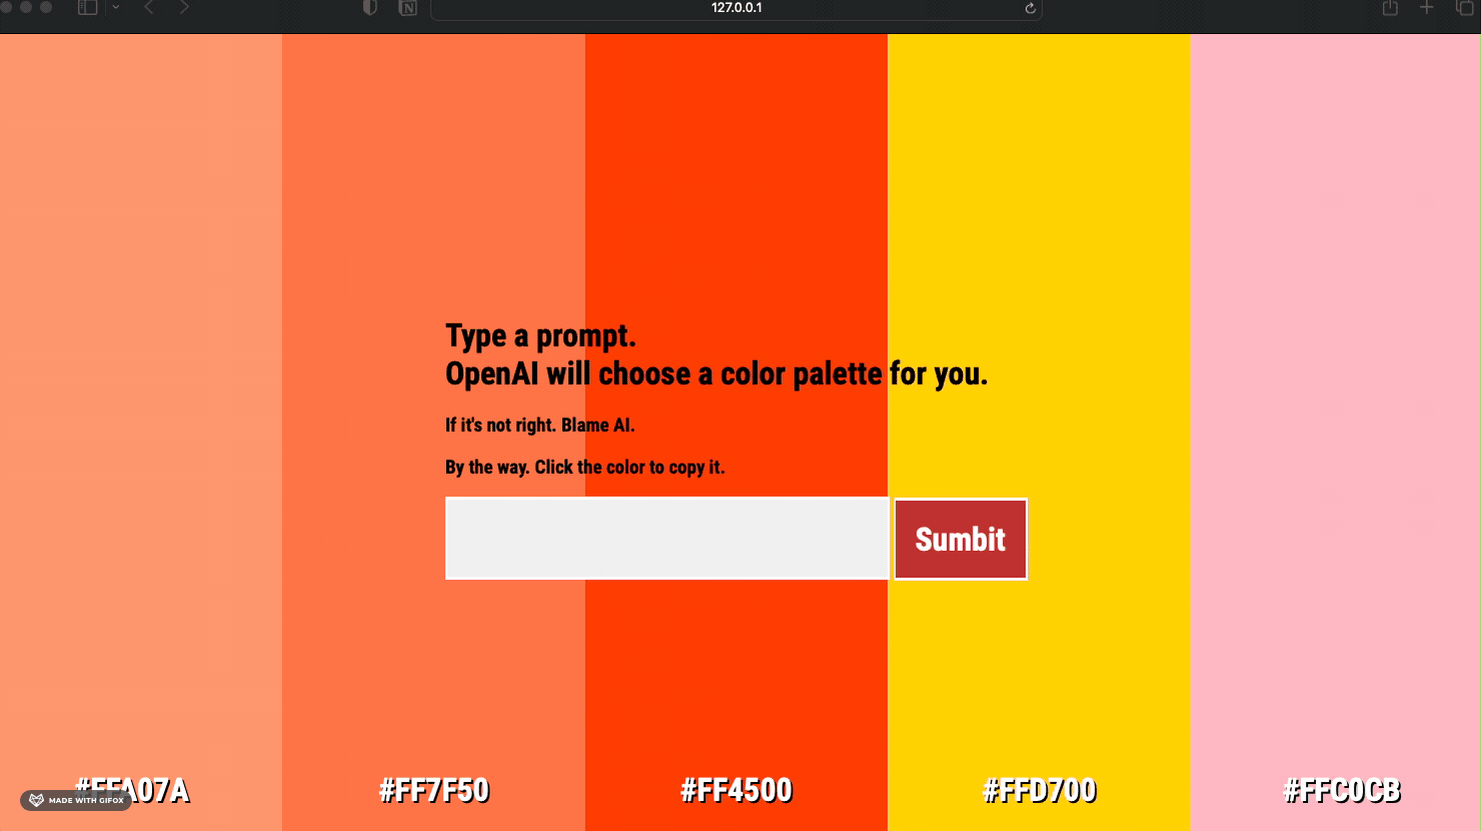 127.0.0.1
Type a prompt.
OpenAI will choose a color palette for you.
If it's not right. Blame AI.
By the way. Click the color to copy it.
Sumbit
#FFA07A
#FF7F50
#FF4500
#FFD700
#FFC0CB
MADE WITH GIFOX